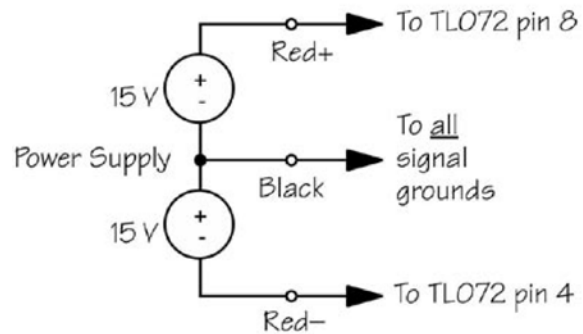 To TL072 pin 8
Red+
+
-
15 V
To all
signal
grounds
Power Supply
Black
+
-
15 V
To TL072 pin 4
Red–